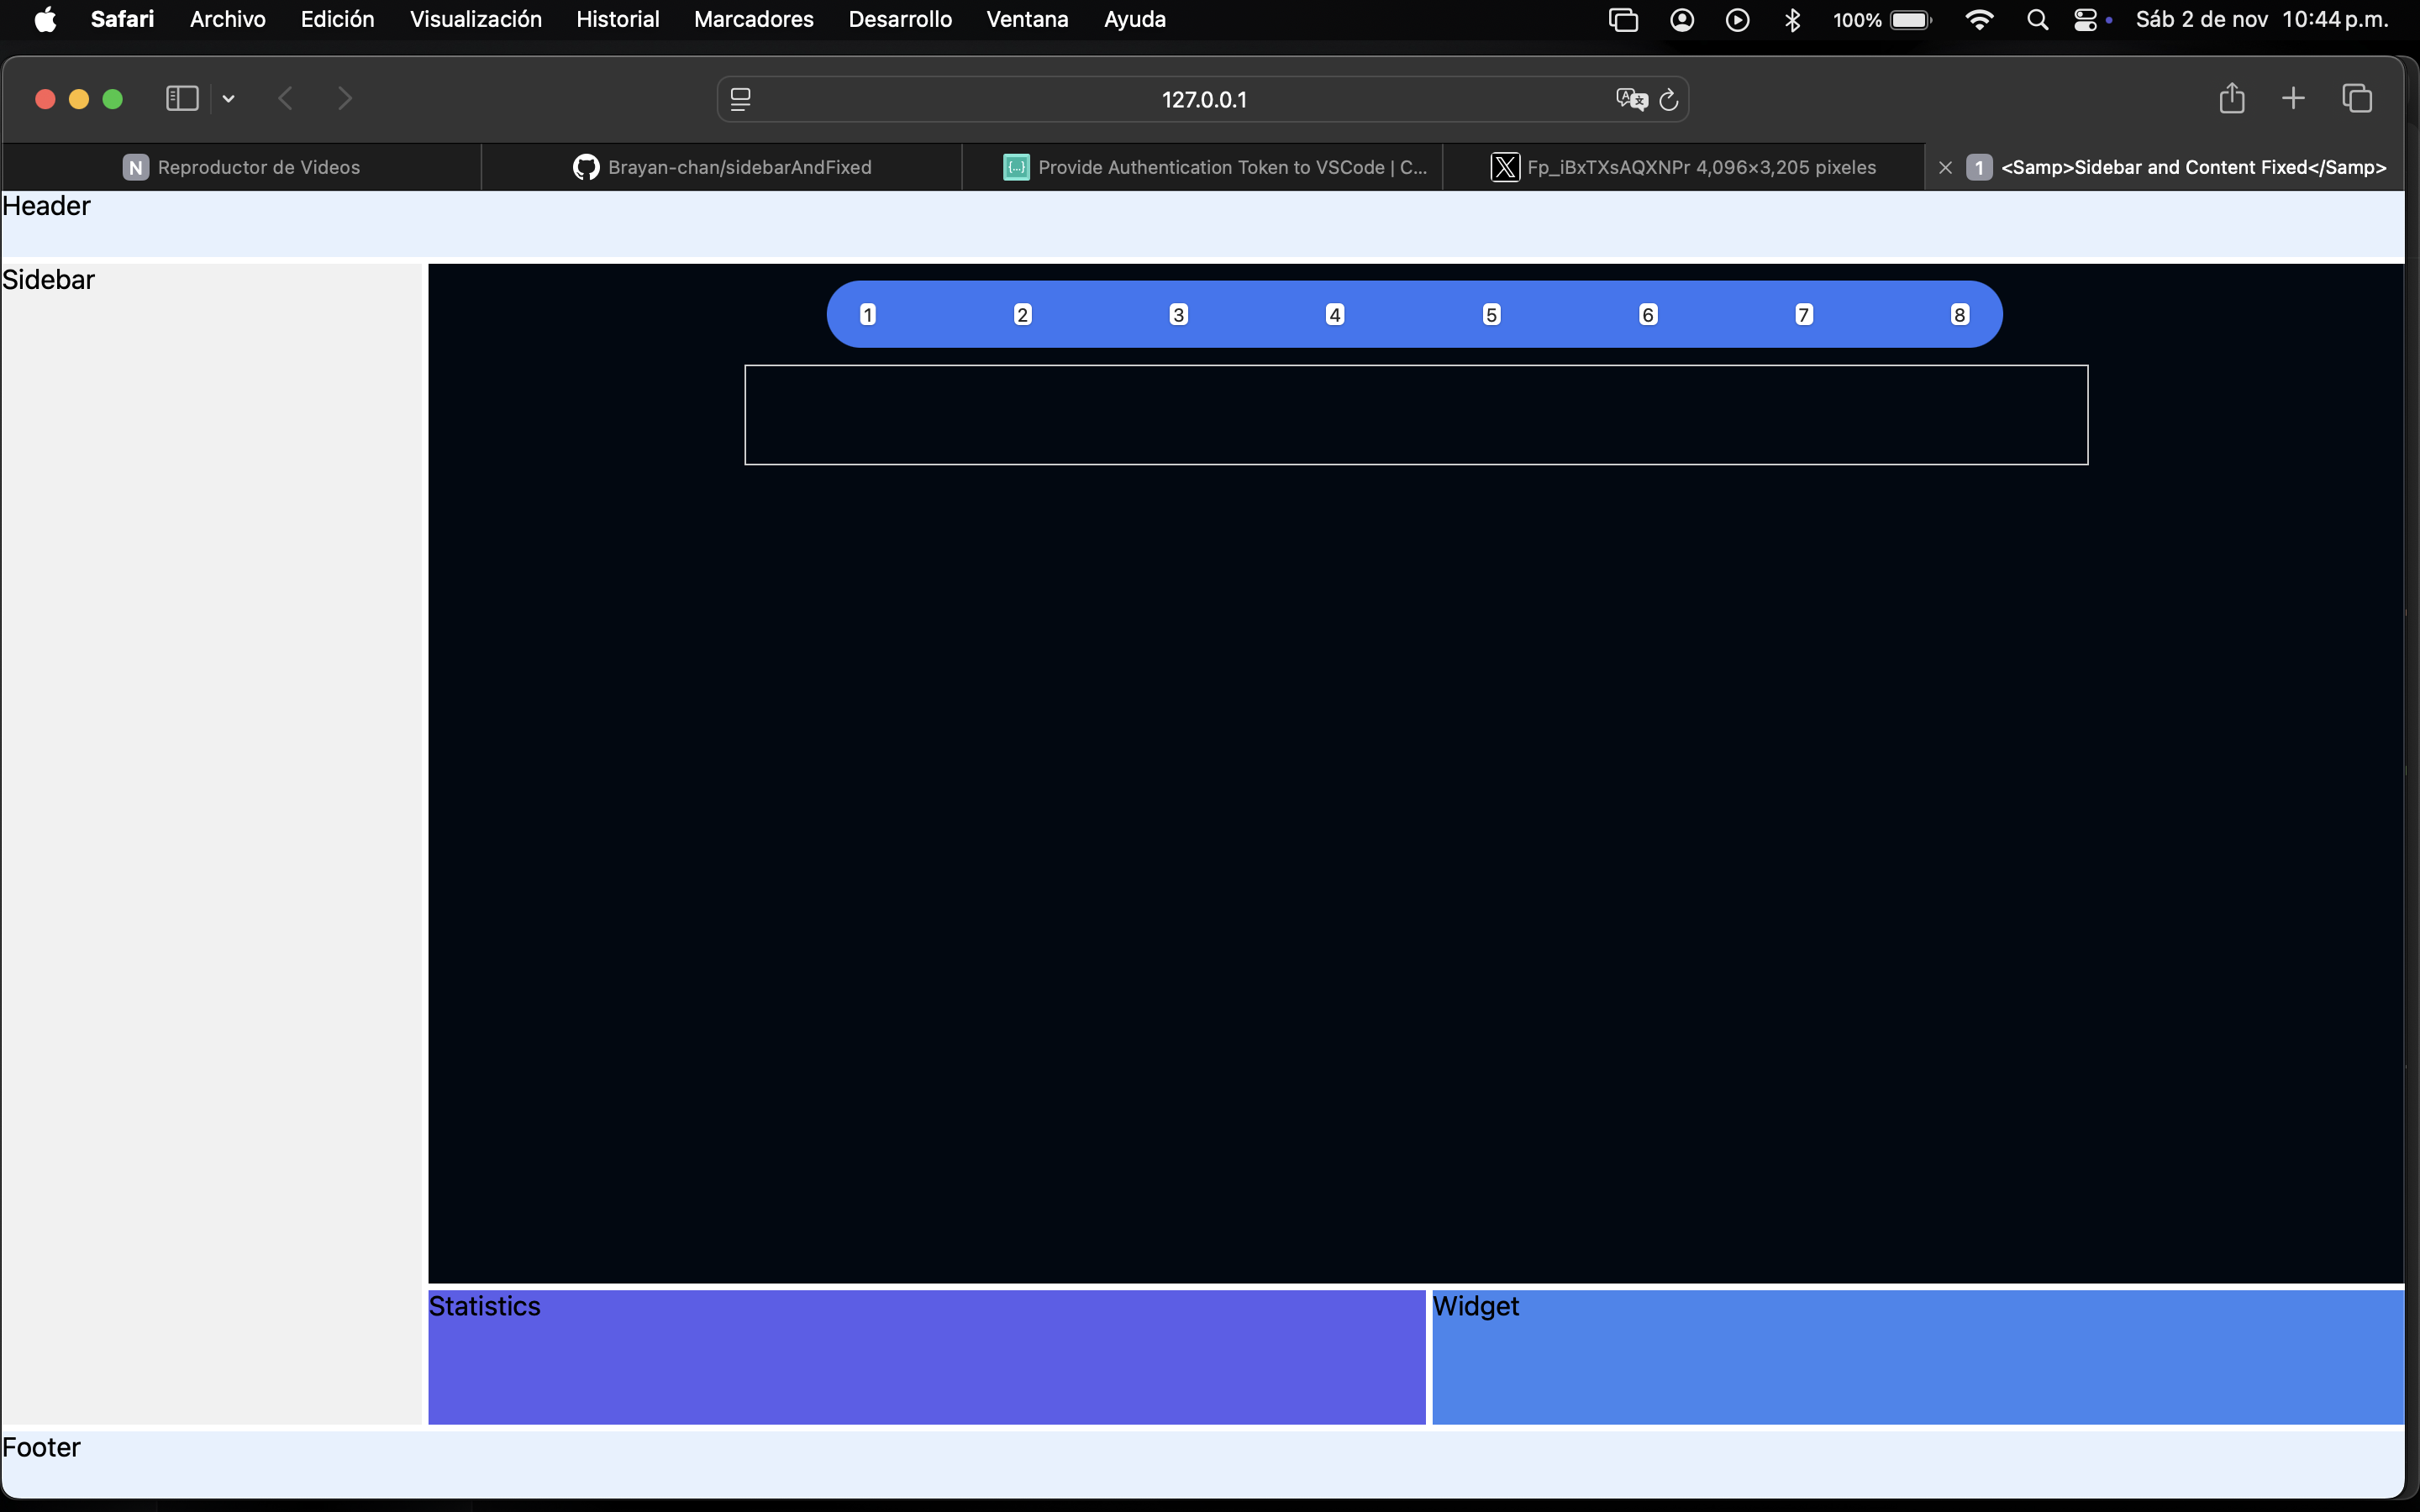 Safari Archivo Edición Visualización Historial Marcadores Desarrollo Ventana Ayuda 100% Sáb 2 de nov 10:44 p.m.
127.0.0.1
N Reproductor de Videos
Brayan-chan/sidebarAndFixed
{...} Provide Authentication Token to VSCode | C...
X Fp_iBxTXsAQXNPr 4,096×3,205 pixeles
1 <Samp>Sidebar and Content Fixed</Samp>
Header
Sidebar
1 2 3 4 5 6 7 8
Statistics
Widget
Footer